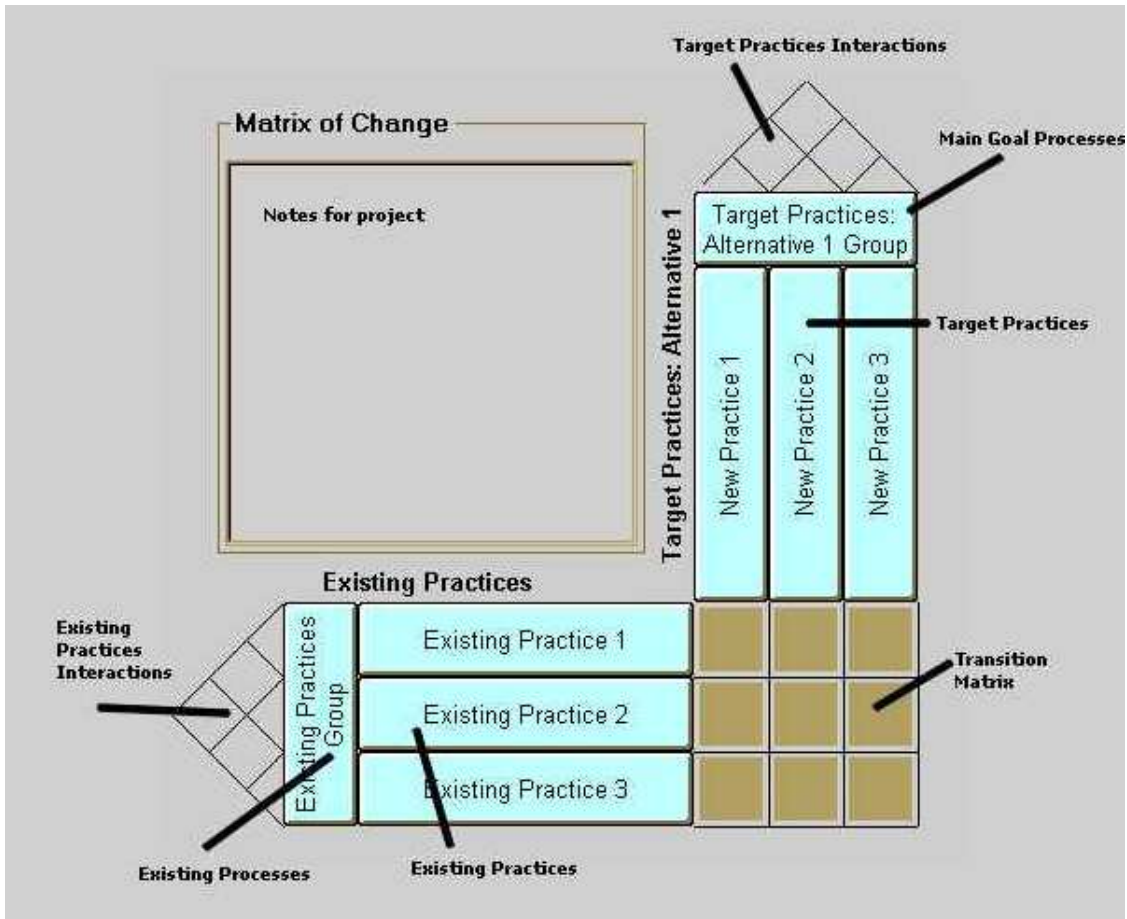 Target Practices Interactions
Matrix of Change
Main Goal Processes
Notes for project
Target Practices: Alternative 1
Target Practices:
Alternative 1 Group
Target Practices
New Practice 1
New Practice 2
New Practice 3
Existing Practices
Existing
Practices
Interactions
Existing Practices
Group
Existing Practice 1
Existing Practice 2
Existing Practice 3
Transition
Matrix
Existing Processes
Existing Practices